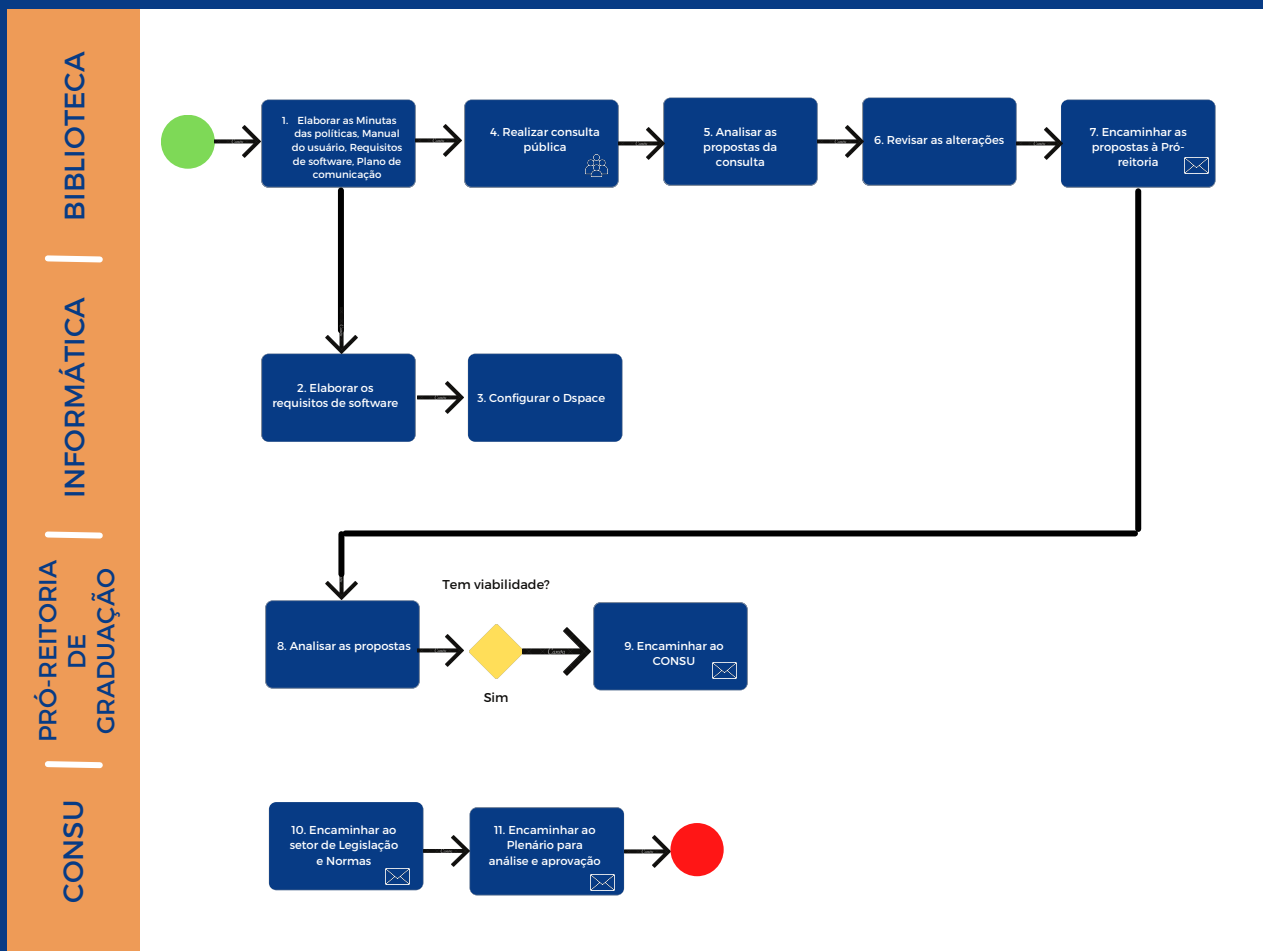 BIBLIOTECA
1. Elaborar as Minutas
das políticas, Manual
do usuário, Requisitos
de software, Plano de
comunicação
4. Realizar consulta
pública
5. Analisar as
propostas da
consulta
6. Revisar as alterações
7. Encaminhar as
propostas à Pró-
reitoria
INFORMÁTICA
2. Elaborar os
requisitos de software
3. Configurar o Dspace
PRÓ-REITORIA
DE
GRADUAÇÃO
8. Analisar as propostas
Tem viabilidade?
Sim
Canva
9. Encaminhar ao
CONSU
CONSU
10. Encaminhar ao
setor de Legislação
e Normas
11. Encaminhar ao
Plenário para
análise e aprovação